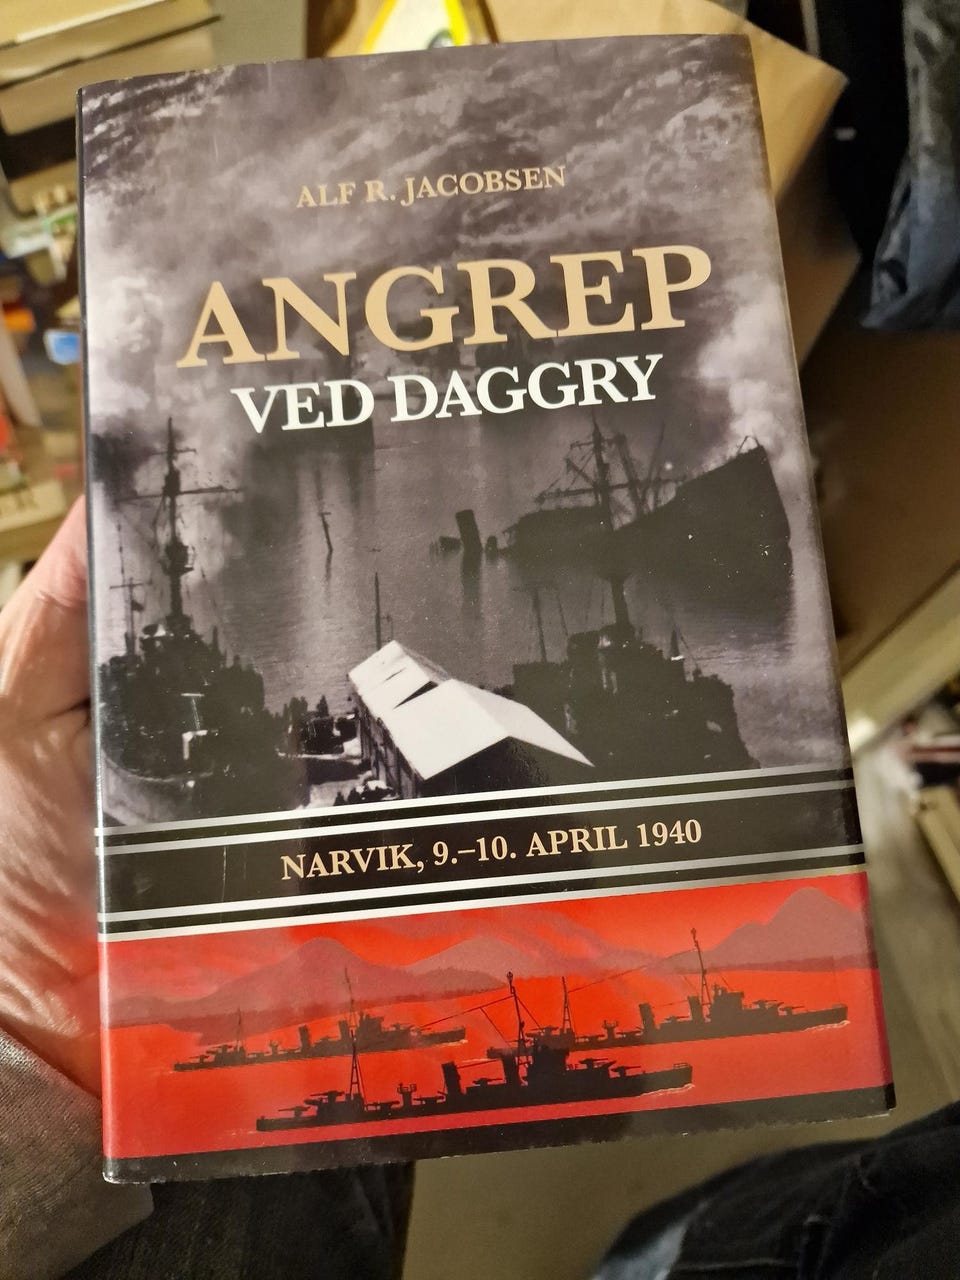 ALF R. JACOBSEN
ANGREP
VED DAGGRY
NARVIK, 9.–10. APRIL 1940